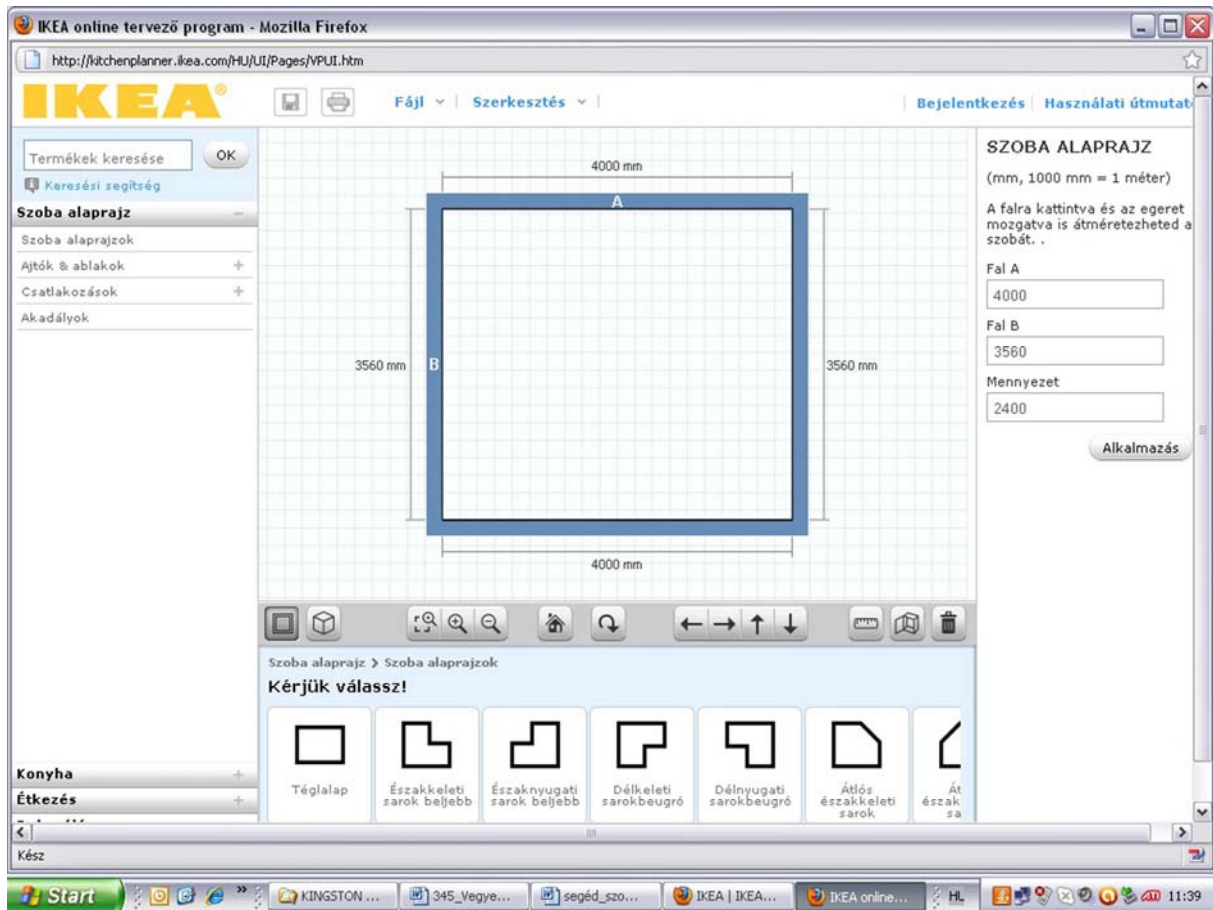 IKEA online tervező program - Mozilla Firefox
http://kitchenplanner.ikea.com/HU/UI/Pages/VPUI.htm
IKEA®
Fájl
Szerkesztés
Bejelentkezés
Használati útmutat
Termékek keresése
OK
Keresési segítség
Szoba alaprajz
Szoba alaprajzok
Ajtók & ablakok
Csatlakozások
Akadályok
Konyha
Étkezés
4000 mm
A
3560 mm
B
3560 mm
4000 mm
SZOBA ALAPRAJZ
(mm, 1000 mm = 1 méter)
A falra kattintva és az egeret
mozgatva is átméretezheted a
szobát. .
Fal A
4000
Fal B
3560
Mennyezet
2400
Alkalmazás
Szoba alaprajz > Szoba alaprajzok
Kérjük válassz!
Téglalap
Északkeleti
sarok beljebb
Északnyugati
sarok beljebb
Délkeleti
sarokbeugró
Délnyugati
sarokbeugró
Átlós
északkeleti
sarok
Át
észak
sa
Kész
Start
KINGSTON ...
345_Vegye...
segéd_szo...
IKEA | IKEA...
IKEA online...
HU
11:39